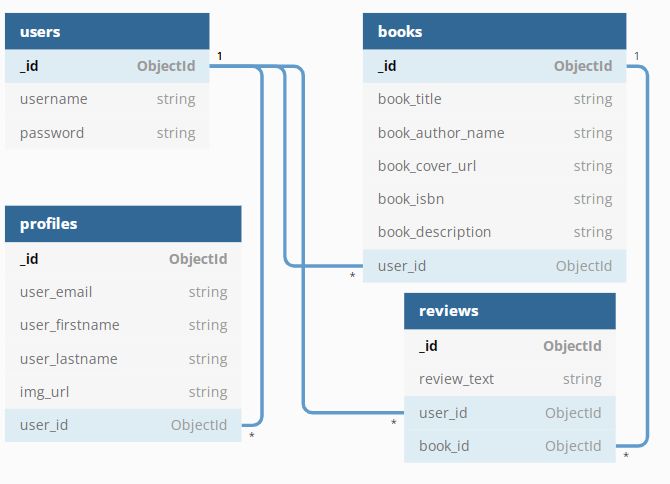 users
_id ObjectId
username string
password string
1
*
profiles
_id ObjectId
user_email string
user_firstname string
user_lastname string
img_url string
user_id ObjectId
*
books
_id ObjectId
book_title string
book_author_name string
book_cover_url string
book_isbn string
book_description string
user_id ObjectId
1
*
reviews
_id ObjectId
review_text string
user_id ObjectId
book_id ObjectId
*